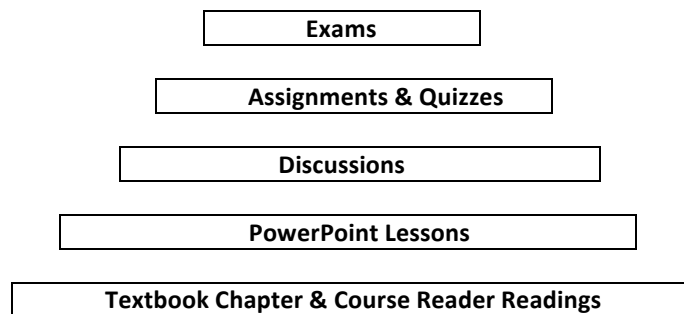 Exams
Assignments & Quizzes
Discussions
PowerPoint Lessons
Textbook Chapter & Course Reader Readings